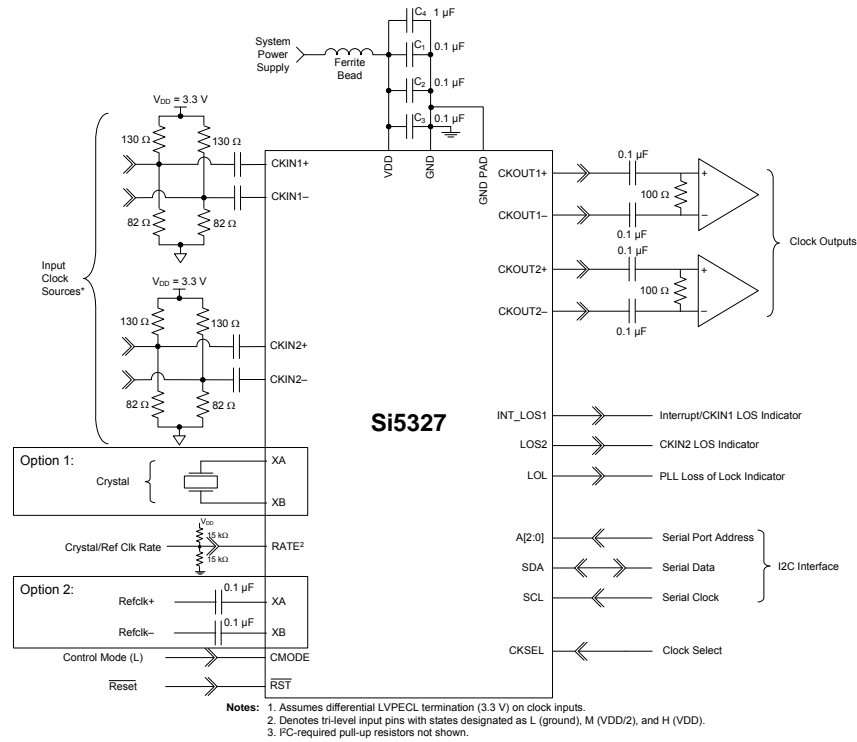 C4 1 µF
System
Power
Supply
Ferrite
Bead
C1 0.1 µF
C2 0.1 µF
C3 0.1 µF
VDD = 3.3 V
130 Ω
130 Ω
82 Ω
82 Ω
CKIN1+
CKIN1–
VDD
GND
GND PAD
CKOUT1+
CKOUT1–
0.1 µF
100 Ω
+
–
0.1 µF
CKOUT2+
CKOUT2–
0.1 µF
100 Ω
+
–
0.1 µF
Clock Outputs
Input
Clock
Sources*
VDD = 3.3 V
130 Ω
130 Ω
82 Ω
82 Ω
CKIN2+
CKIN2–
Si5327
INT_LOS1 Interrupt/CKIN1 LOS Indicator
LOS2 CKIN2 LOS Indicator
LOL PLL Loss of Lock Indicator
Option 1:
Crystal
XA
XB
Crystal/Ref Clk Rate
VDD
15 kΩ
15 kΩ
RATE2
A[2:0] Serial Port Address
SDA Serial Data
SCL Serial Clock
I2C Interface
Option 2:
Refclk+ 0.1 µF XA
Refclk– 0.1 µF XB
Control Mode (L) CMODE
Reset RST
CKSEL Clock Select
Notes: 1. Assumes differential LVPECL termination (3.3 V) on clock inputs.
2. Denotes tri-level input pins with states designated as L (ground), M (VDD/2), and H (VDD).
3. I²C-required pull-up resistors not shown.